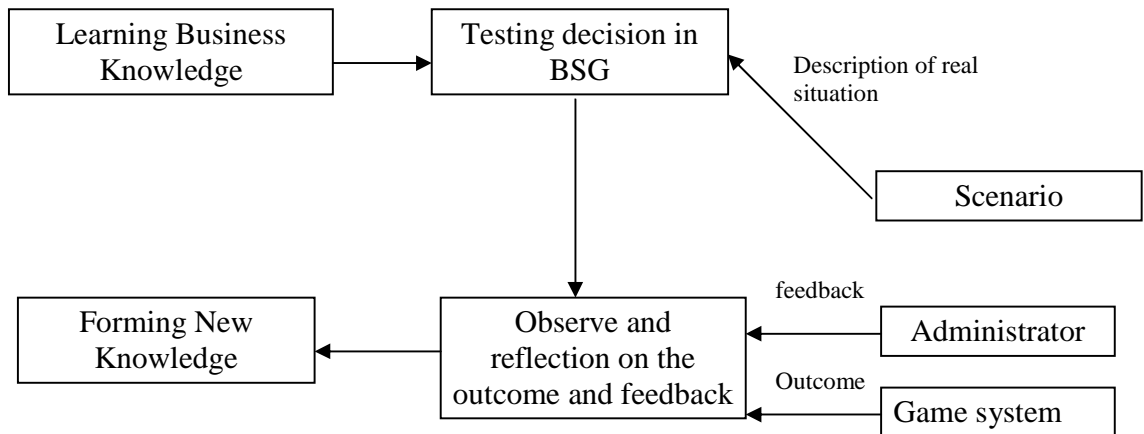 Learning Business
Knowledge
Testing decision in
BSG
Description of real
situation
Scenario
Forming New
Knowledge
Observe and
reflection on the
outcome and feedback
feedback
Administrator
Outcome
Game system